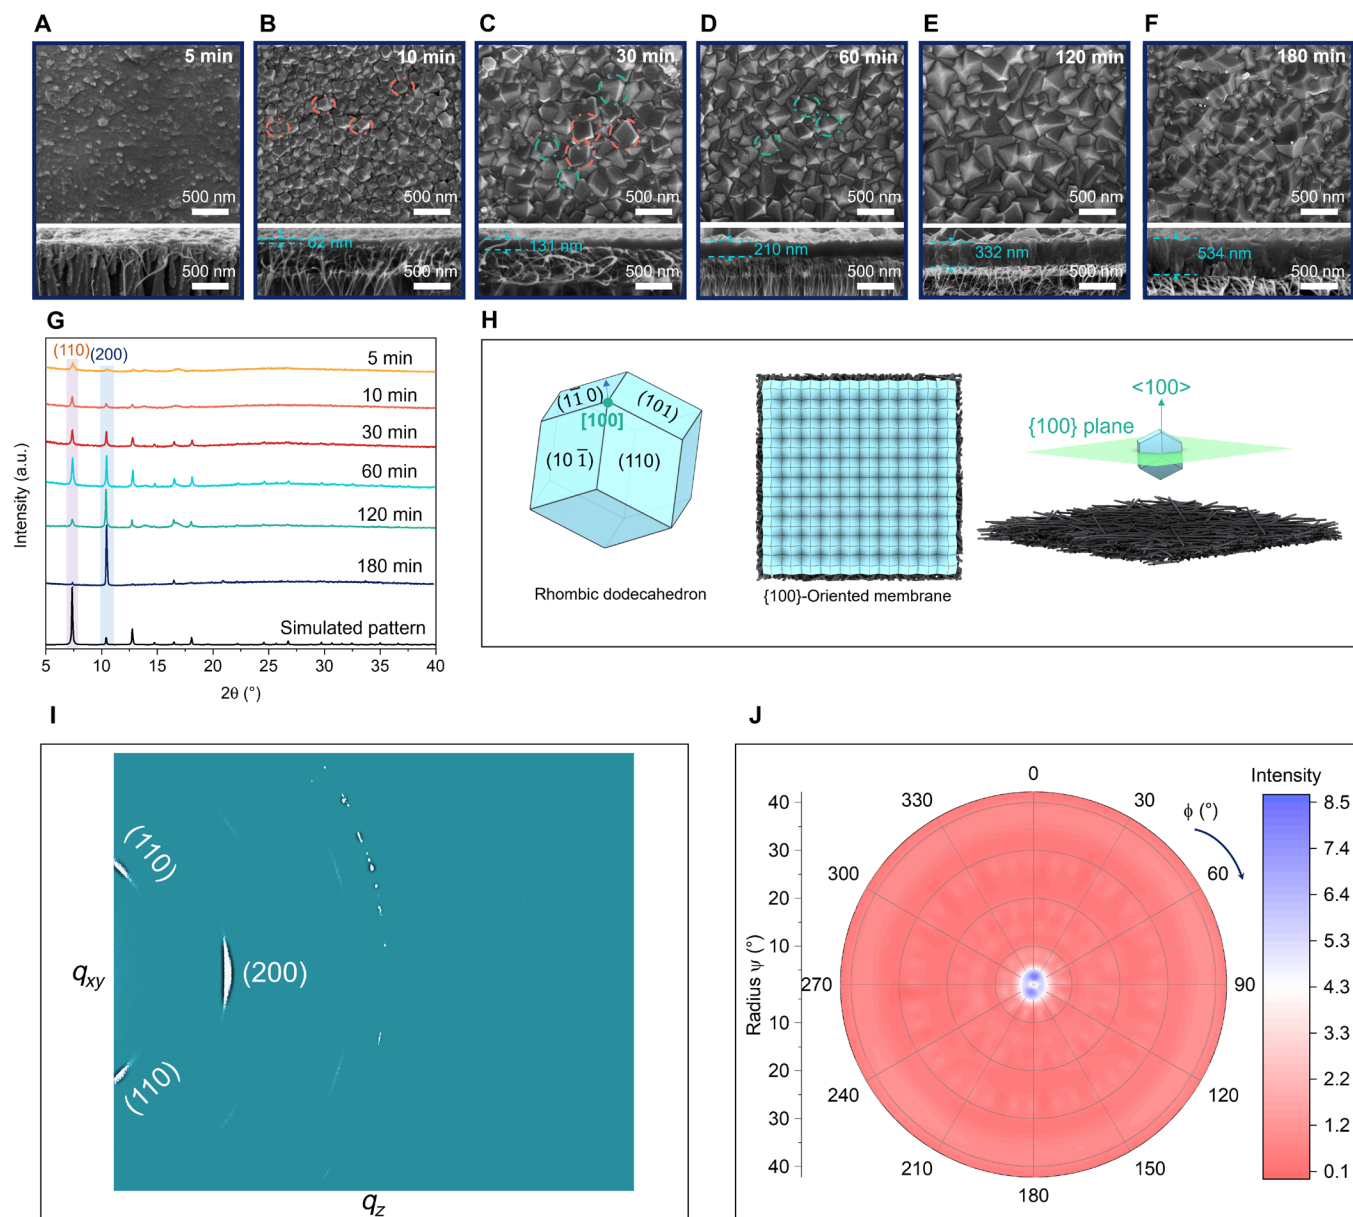 A
B
C
D
E
F
5 min
10 min
30 min
60 min
120 min
180 min
500 nm
500 nm
500 nm
500 nm
500 nm
500 nm
82 nm
131 nm
210 nm
332 nm
534 nm
500 nm
500 nm
500 nm
500 nm
500 nm
500 nm
G
(110)
(200)
5 min
10 min
30 min
60 min
120 min
180 min
Simulated pattern
Intensity (a.u.)
5 10 15 20 25 30 35 40
2θ (°)
H
(11̅0)
(101)
[100]
(101̅)
(110)
Rhombic dodecahedron
{100}-Oriented membrane
<100>
{100} plane
I
(110)
(200)
(110)
qxy
qz
J
Radius ψ (°)
40
30
20
10
10
20
30
40
0
30
60
90
120
150
180
210
240
270
300
330
ϕ (°)
Intensity
8.5
7.4
6.4
5.3
4.3
3.3
2.2
1.2
0.1